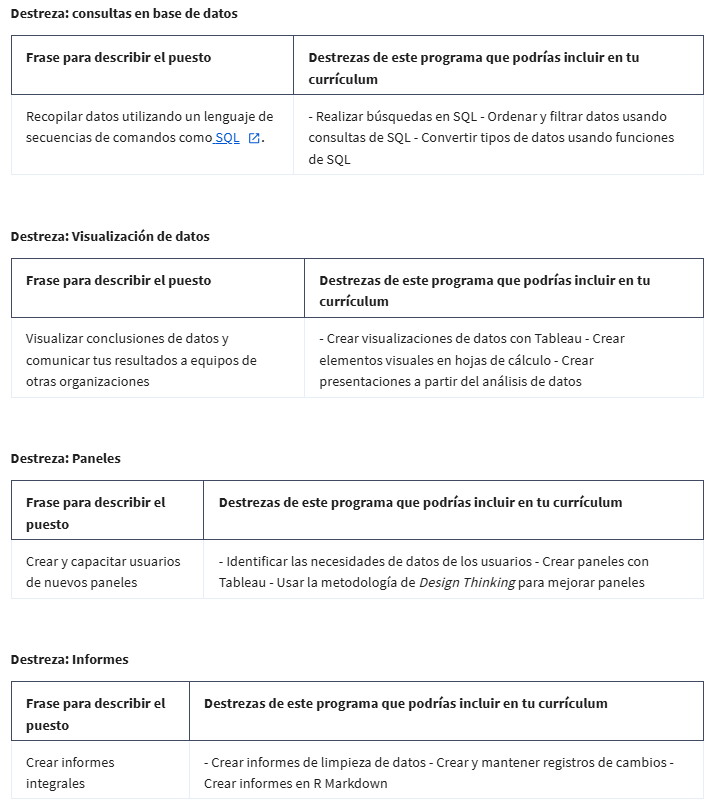 Destreza: consultas en base de datos
Frase para describir el puesto
Destrezas de este programa que podrías incluir en tu
currículum
Recopilar datos utilizando un lenguaje de
secuencias de comandos como SQL .
- Realizar búsquedas en SQL - Ordenar y filtrar datos usando
consultas de SQL - Convertir tipos de datos usando funciones
de SQL
Destreza: Visualización de datos
Frase para describir el puesto
Destrezas de este programa que podrías incluir en tu
currículum
Visualizar conclusiones de datos y
comunicar tus resultados a equipos de
otras organizaciones
- Crear visualizaciones de datos con Tableau - Crear
elementos visuales en hojas de cálculo - Crear
presentaciones a partir del análisis de datos
Destreza: Paneles
Frase para describir el
puesto
Destrezas de este programa que podrías incluir en tu currículum
Crear y capacitar usuarios
de nuevos paneles
- Identificar las necesidades de datos de los usuarios - Crear paneles con
Tableau - Usar la metodología de Design Thinking para mejorar paneles
Destreza: Informes
Frase para describir el
puesto
Destrezas de este programa que podrías incluir en tu currículum
Crear informes
integrales
- Crear informes de limpieza de datos - Crear y mantener registros de cambios -
Crear informes en R Markdown